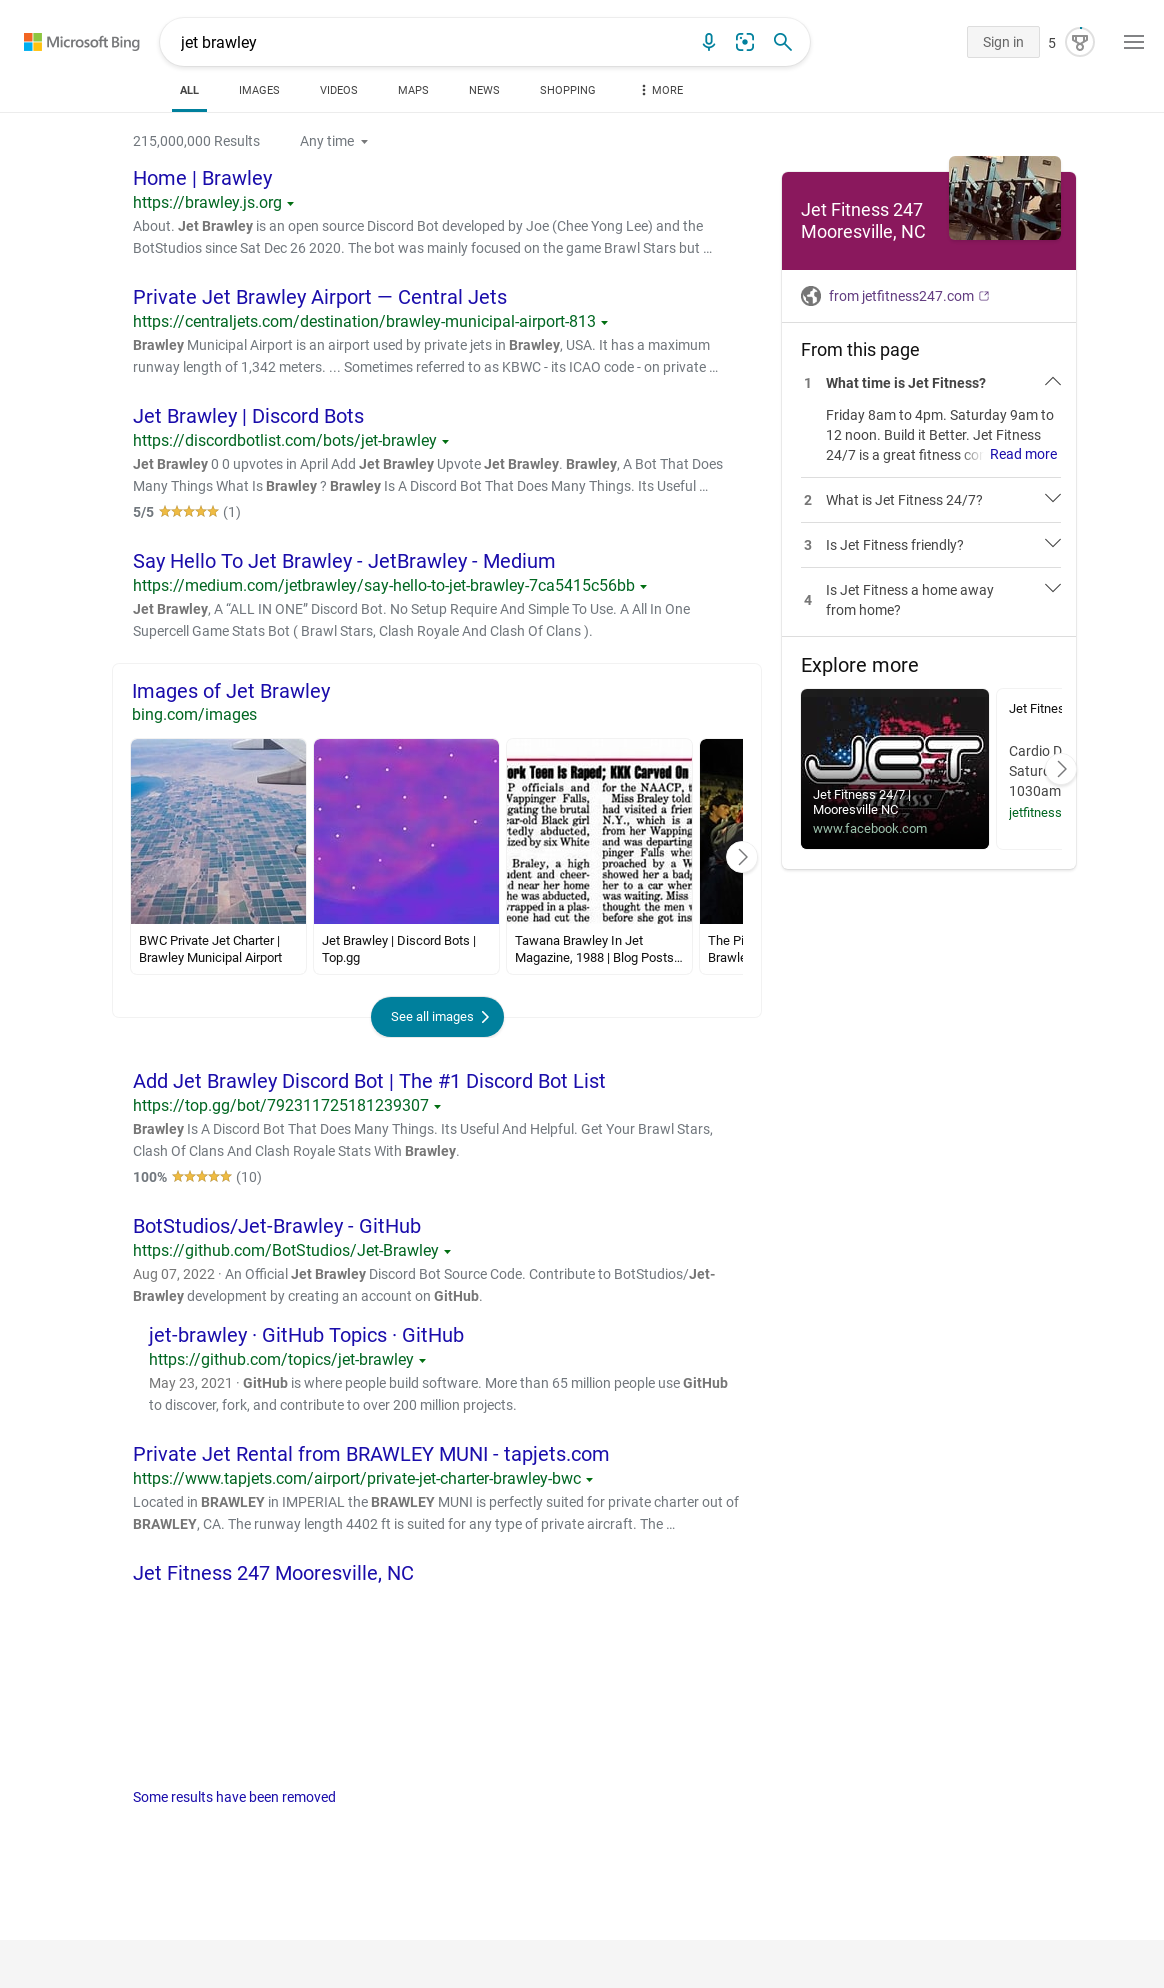 Microsoft Bing
jet brawley
Sign in
5
ALL
IMAGES
VIDEOS
MAPS
NEWS
SHOPPING
MORE
215,000,000 Results
Any time
Home | Brawley
https://brawley.js.org
About. Jet Brawley is an open source Discord Bot developed by Joe (Chee Yong Lee) and the
BotStudios since Sat Dec 26 2020. The bot was mainly focused on the game Brawl Stars but …
Private Jet Brawley Airport — Central Jets
https://centraljets.com/destination/brawley-municipal-airport-813
Brawley Municipal Airport is an airport used by private jets in Brawley, USA. It has a maximum
runway length of 1,342 meters. ... Sometimes referred to as KBWC - its ICAO code - on private …
Jet Brawley | Discord Bots
https://discordbotlist.com/bots/jet-brawley
Jet Brawley 0 0 upvotes in April Add Jet Brawley Upvote Jet Brawley. Brawley, A Bot That Does
Many Things What Is Brawley ? Brawley Is A Discord Bot That Does Many Things. Its Useful …
5/5 (1)
Say Hello To Jet Brawley - JetBrawley - Medium
https://medium.com/jetbrawley/say-hello-to-jet-brawley-7ca5415c56bb
Jet Brawley, A “ALL IN ONE” Discord Bot. No Setup Require And Simple To Use. A All In One
Supercell Game Stats Bot ( Brawl Stars, Clash Royale And Clash Of Clans ).
Images of Jet Brawley
bing.com/images
ork Teen Is Raped; KKK Carved On
P officials and
Wappinger Falls,
igating the brutal
year-old Black girl
rtedly abducted,
ized by six White
Braley, a high
udent and cheer-
d near her home
he was abducted,
wrapped in a plas-
eone had cut the
for the NAACP, t
Miss Braley told
had visited a frien
N.Y., which is a
from her Wapping
and was departing
pinger Falls whe
proached by a W
showed her a badg
her to a car wher
was waiting. Miss
thought the men w
before she got ins
BWC Private Jet Charter |
Brawley Municipal Airport
Jet Brawley | Discord Bots |
Top.gg
Tawana Brawley In Jet
Magazine, 1988 | Blog Posts…
The Pi
Brawle
See all images
Add Jet Brawley Discord Bot | The #1 Discord Bot List
https://top.gg/bot/792311725181239307
Brawley Is A Discord Bot That Does Many Things. Its Useful And Helpful. Get Your Brawl Stars,
Clash Of Clans And Clash Royale Stats With Brawley.
100% (10)
BotStudios/Jet-Brawley - GitHub
https://github.com/BotStudios/Jet-Brawley
Aug 07, 2022 · An Official Jet Brawley Discord Bot Source Code. Contribute to BotStudios/Jet-
Brawley development by creating an account on GitHub.
jet-brawley · GitHub Topics · GitHub
https://github.com/topics/jet-brawley
May 23, 2021 · GitHub is where people build software. More than 65 million people use GitHub
to discover, fork, and contribute to over 200 million projects.
Private Jet Rental from BRAWLEY MUNI - tapjets.com
https://www.tapjets.com/airport/private-jet-charter-brawley-bwc
Located in BRAWLEY in IMPERIAL the BRAWLEY MUNI is perfectly suited for private charter out of
BRAWLEY, CA. The runway length 4402 ft is suited for any type of private aircraft. The …
Jet Fitness 247 Mooresville, NC
Some results have been removed
Jet Fitness 247
Mooresville, NC
from jetfitness247.com
From this page
1 What time is Jet Fitness?
Friday 8am to 4pm. Saturday 9am to
12 noon. Build it Better. Jet Fitness
24/7 is a great fitness co Read more
2 What is Jet Fitness 24/7?
3 Is Jet Fitness friendly?
4 Is Jet Fitness a home away
from home?
Explore more
JET
Fitness
Jet Fitness 24/7 |
Mooresville NC
www.facebook.com
Jet Fitnes
Cardio D
Satur
1030am
jetfitness